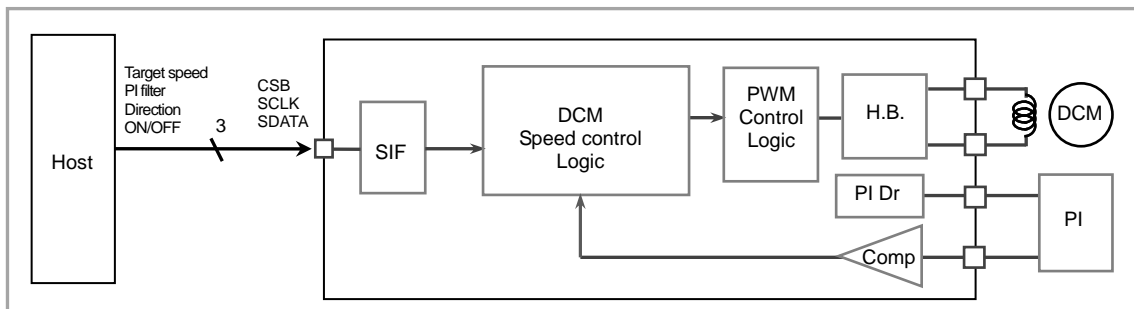 Host
Target speed
PI filter
Direction
ON/OFF
3
CSB
SCLK
SDATA
SIF
DCM
Speed control
Logic
PWM
Control
Logic
H.B.
DCM
PI Dr
PI
Comp